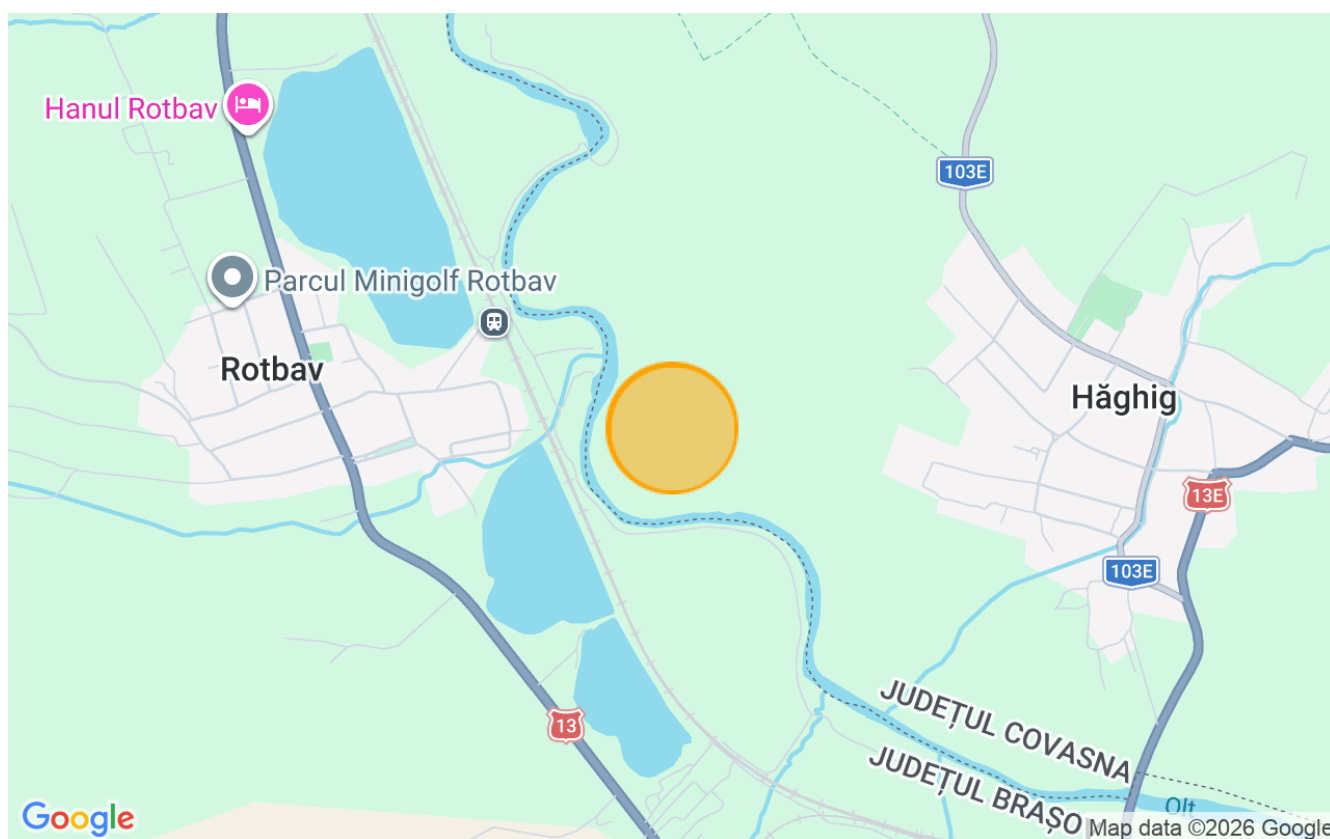 Hanul Rotbav
103E
Parcul Minigolf Rotbav
Rotbav
Hăghig
13E
103E
13
JUDEȚUL COVASNA
JUDEȚUL BRAȘO
Olt
Google
Map data ©2026 Google